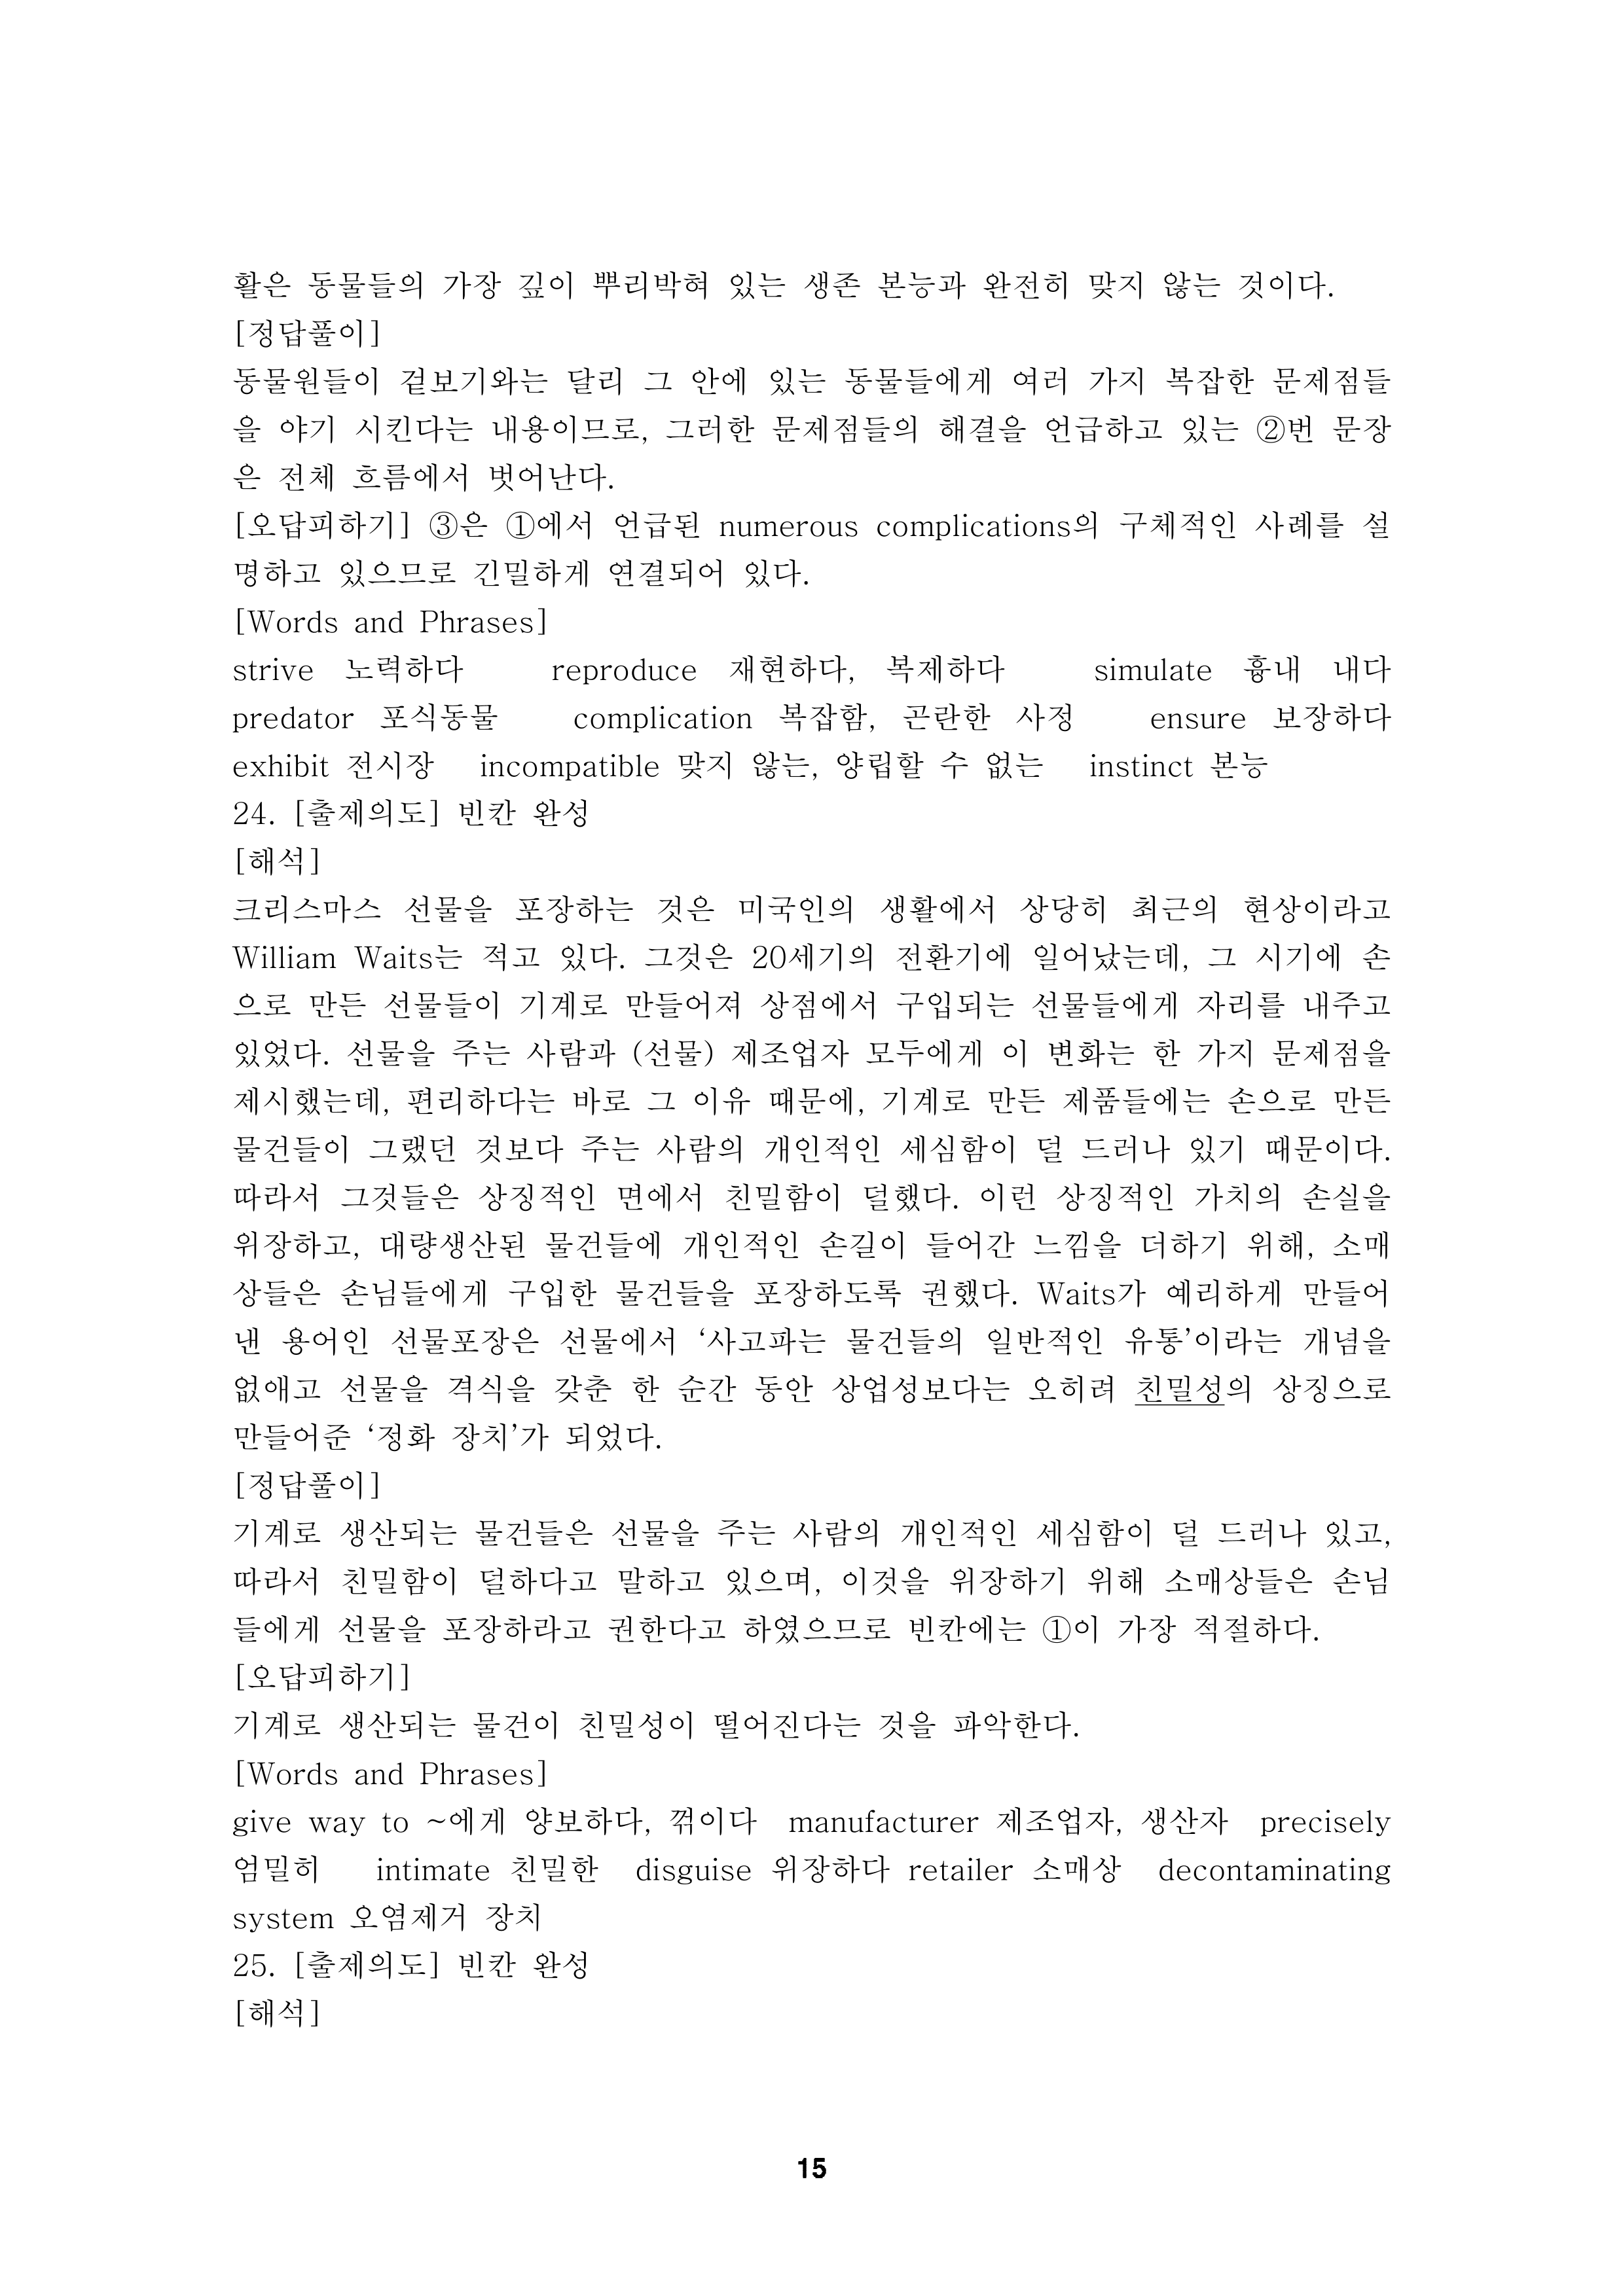 활은 동물들의 가장 깊이 뿌리박혀 있는 생존 본능과 완전히 맞지 않는 것이다.
[정답풀이]
동물원들이 겉보기와는 달리 그 안에 있는 동물들에게 여러 가지 복잡한 문제점들
을 야기 시킨다는 내용이므로, 그러한 문제점들의 해결을 언급하고 있는 ②번 문장
은 전체 흐름에서 벗어난다.
[오답피하기] ③은 ①에서 언급된 numerous complications의 구체적인 사례를 설
명하고 있으므로 긴밀하게 연결되어 있다.
[Words and Phrases]
strive 노력하다 reproduce 재현하다, 복제하다 simulate 흉내 내다
predator 포식동물 complication 복잡함, 곤란한 사정 ensure 보장하다
exhibit 전시장 incompatible 맞지 않는, 양립할 수 없는 instinct 본능
24. [출제의도] 빈칸 완성
[해석]
크리스마스 선물을 포장하는 것은 미국인의 생활에서 상당히 최근의 현상이라고
William Waits는 적고 있다. 그것은 20세기의 전환기에 일어났는데, 그 시기에 손
으로 만든 선물들이 기계로 만들어져 상점에서 구입되는 선물들에게 자리를 내주고
있었다. 선물을 주는 사람과 (선물) 제조업자 모두에게 이 변화는 한 가지 문제점을
제시했는데, 편리하다는 바로 그 이유 때문에, 기계로 만든 제품들에는 손으로 만든
물건들이 그랬던 것보다 주는 사람의 개인적인 세심함이 덜 드러나 있기 때문이다.
따라서 그것들은 상징적인 면에서 친밀함이 덜했다. 이런 상징적인 가치의 손실을
위장하고, 대량생산된 물건들에 개인적인 손길이 들어간 느낌을 더하기 위해, 소매
상들은 손님들에게 구입한 물건들을 포장하도록 권했다. Waits가 예리하게 만들어
낸 용어인 선물포장은 선물에서 ‘사고파는 물건들의 일반적인 유통’이라는 개념을
없애고 선물을 격식을 갖춘 한 순간 동안 상업성보다는 오히려 친밀성의 상징으로
만들어준 ‘정화 장치’가 되었다.
[정답풀이]
기계로 생산되는 물건들은 선물을 주는 사람의 개인적인 세심함이 덜 드러나 있고,
따라서 친밀함이 덜하다고 말하고 있으며, 이것을 위장하기 위해 소매상들은 손님
들에게 선물을 포장하라고 권한다고 하였으므로 빈칸에는 ①이 가장 적절하다.
[오답피하기]
기계로 생산되는 물건이 친밀성이 떨어진다는 것을 파악한다.
[Words and Phrases]
give way to ~에게 양보하다, 꺾이다 manufacturer 제조업자, 생산자 precisely
엄밀히 intimate 친밀한 disguise 위장하다 retailer 소매상 decontaminating
system 오염제거 장치
25. [출제의도] 빈칸 완성
[해석]
15